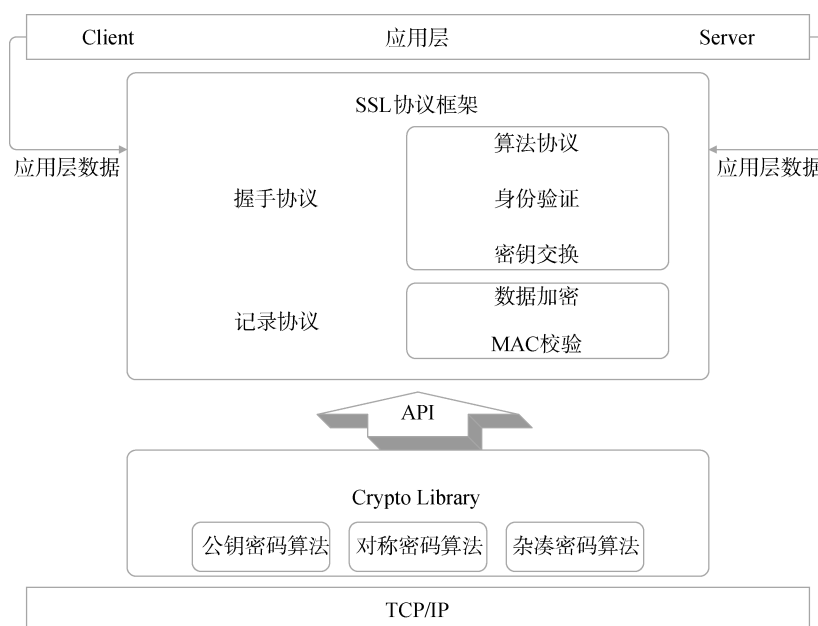 Client 应用层 Server
SSL协议框架
算法协议
应用层数据
应用层数据
握手协议
身份验证
密钥交换
数据加密
记录协议
MAC校验
API
Crypto Library
公钥密码算法 对称密码算法 杂凑密码算法
TCP/IP